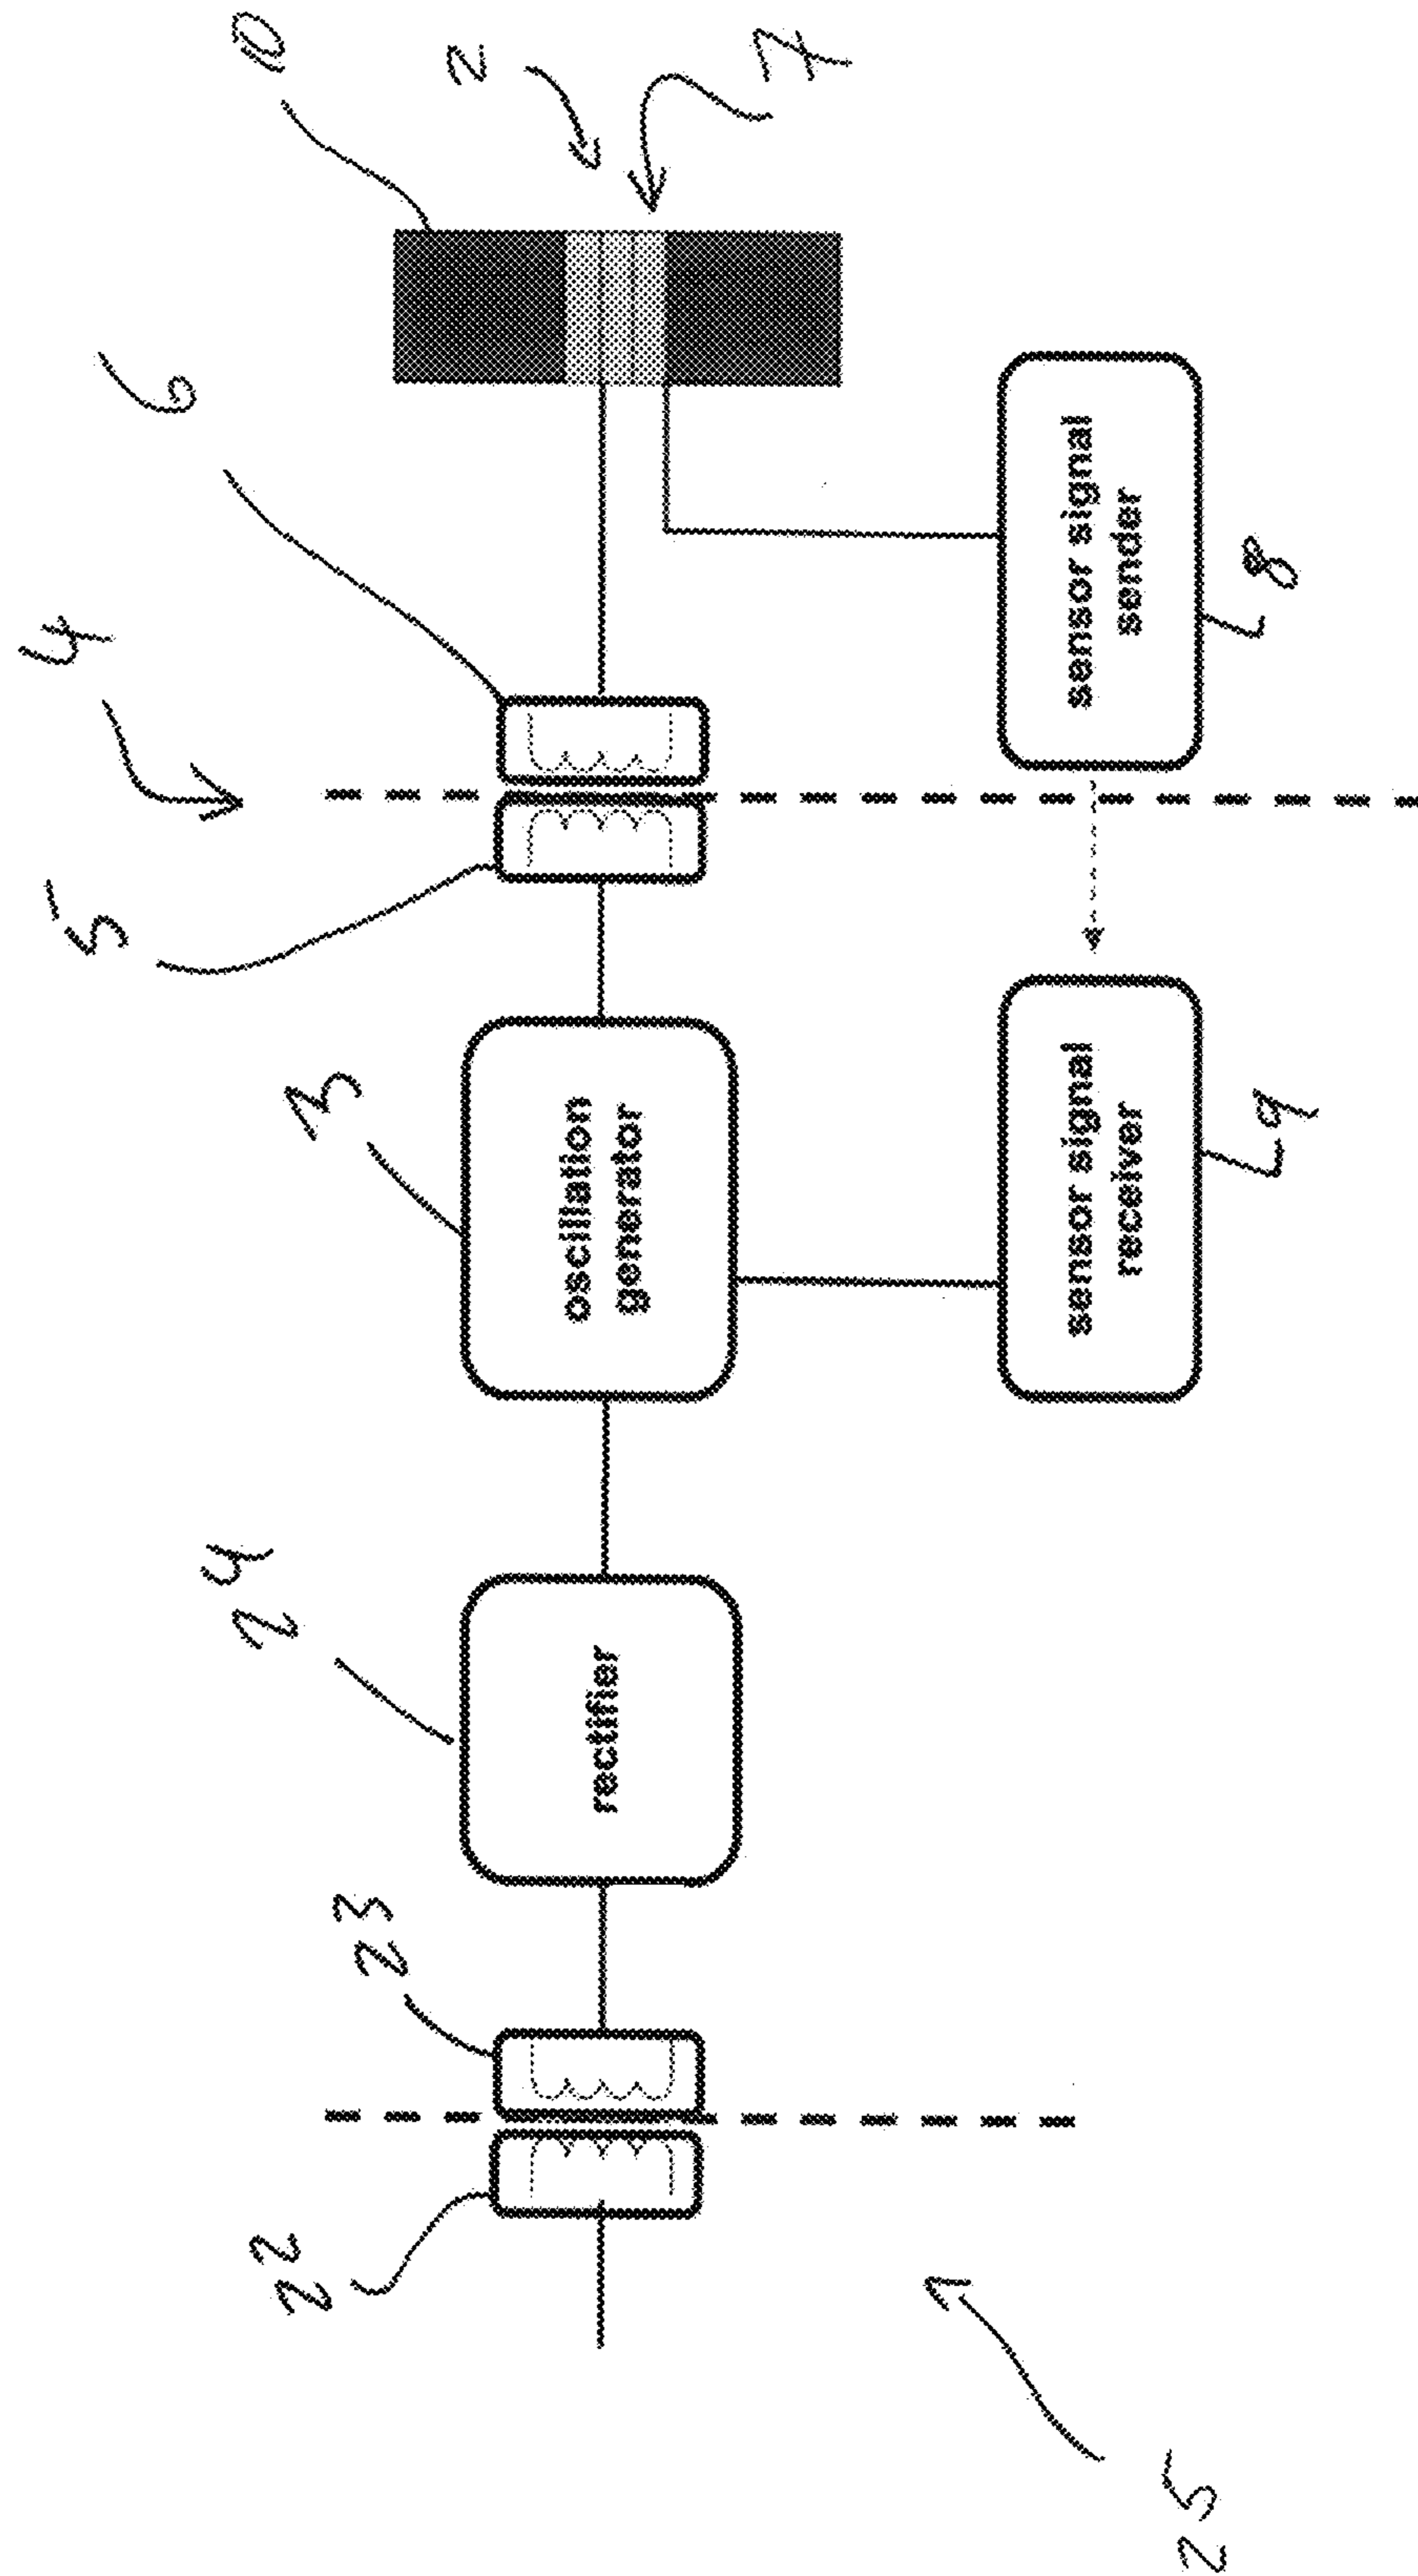 22
23
24
3
5
4
6
10
2
7
rectifier
oscillation
generator
sensor signal
receiver
9
sensor signal
sender
8
25